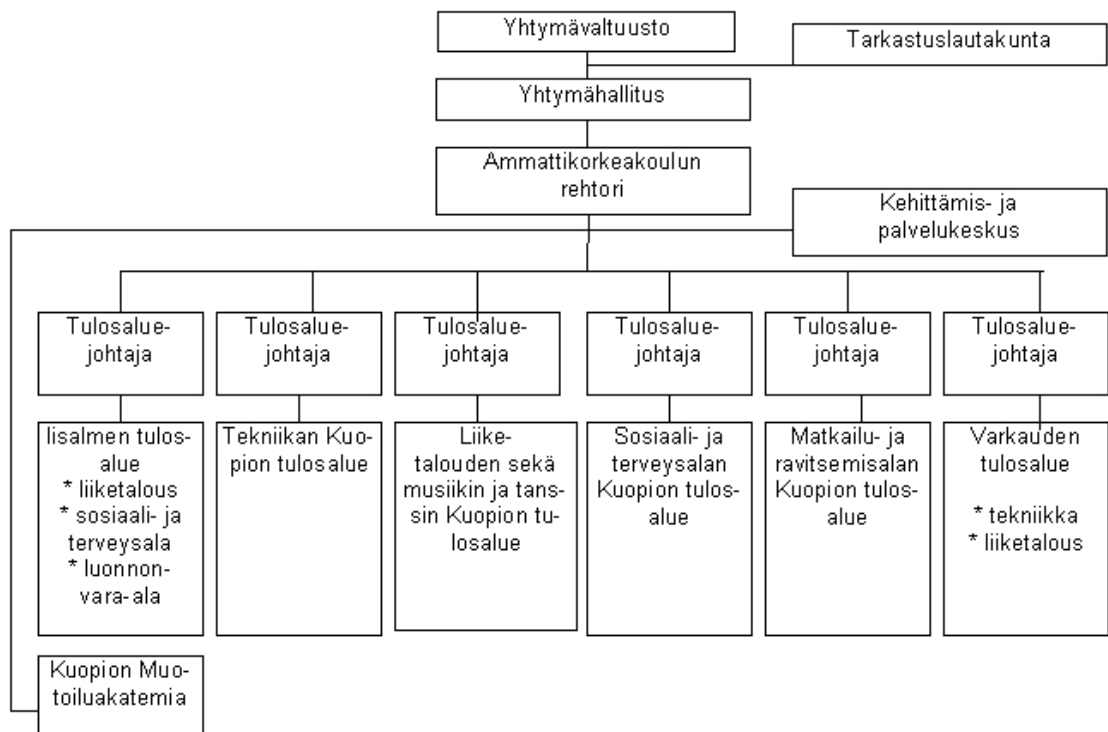 Yhtymävaltuusto
Tarkastuslautakunta
Yhtymähallitus
Ammattikorkeakoulun
rehtori
Kehittämis- ja
palvelukeskus
Tulosalue-
johtaja
Tulosalue-
johtaja
Tulosalue-
johtaja
Tulosalue-
johtaja
Tulosalue-
johtaja
Tulosalue-
johtaja
Iisalmen tulos-
alue
* liiketalous
* sosiaali- ja
terveysala
* luonnon-
vara-ala
Tekniikan Kuo-
pion tulosalue
Liike-
talouden sekä
musiikin ja tans-
sin Kuopion tu-
losalue
Sosiaali- ja
terveysalan
Kuopion tulos-
alue
Matkailu- ja
ravitsemisalan
Kuopion tulos-
alue
Varkauden
tulosalue
* tekniikka
* liiketalous
Kuopion Muo-
toiluakatemia